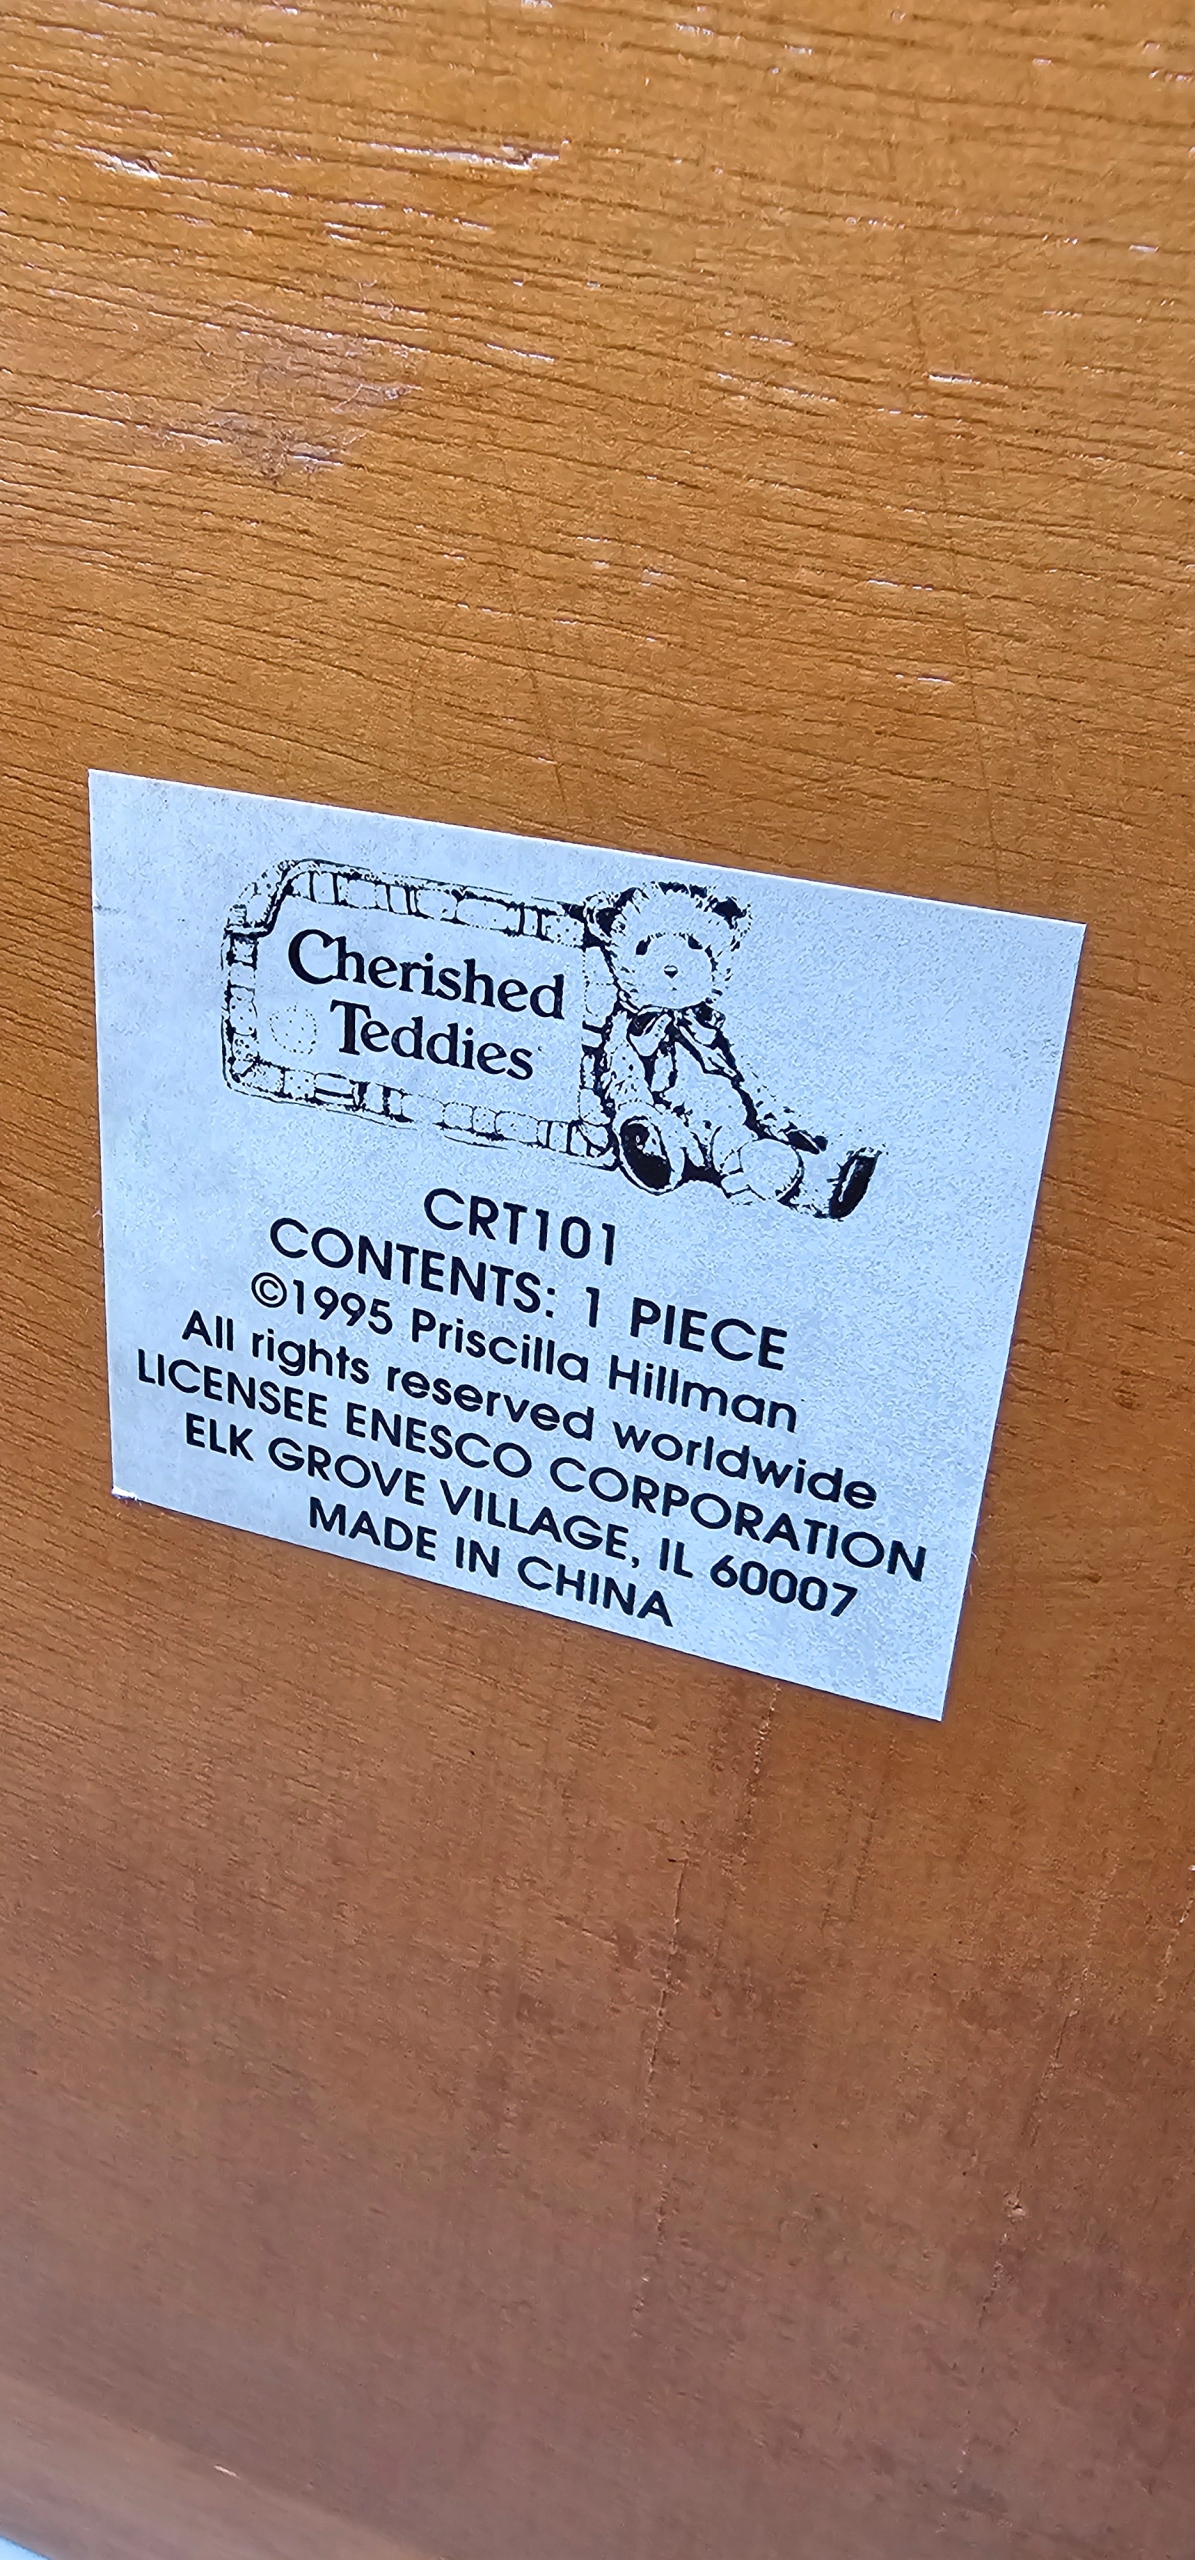 Cherished
Teddies
CRT101
CONTENTS: 1 PIECE
©1995 Priscilla Hillman
All rights reserved worldwide
LICENSEE ENESCO CORPORATION
ELK GROVE VILLAGE, IL 60007
MADE IN CHINA